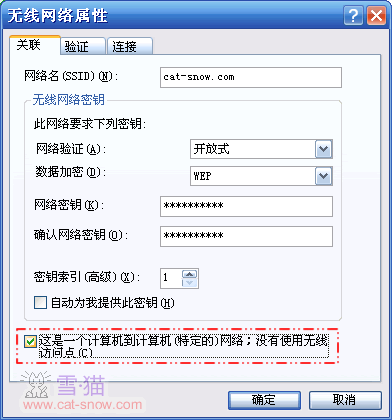 无线网络属性
关联 验证 连接
网络名(SSID)(N): cat-snow.com
无线网络密钥
此网络要求下列密钥:
网络验证(A): 开放式
数据加密(D): WEP
网络密钥(K): **********
确认网络密钥(O): **********
密钥索引(高级)(X): 1
自动为我提供此密钥(H)
这是一个计算机到计算机(特定的)网络；没有使用无线
访问点(C)
雪·猫
www.cat-snow.com
确定 取消